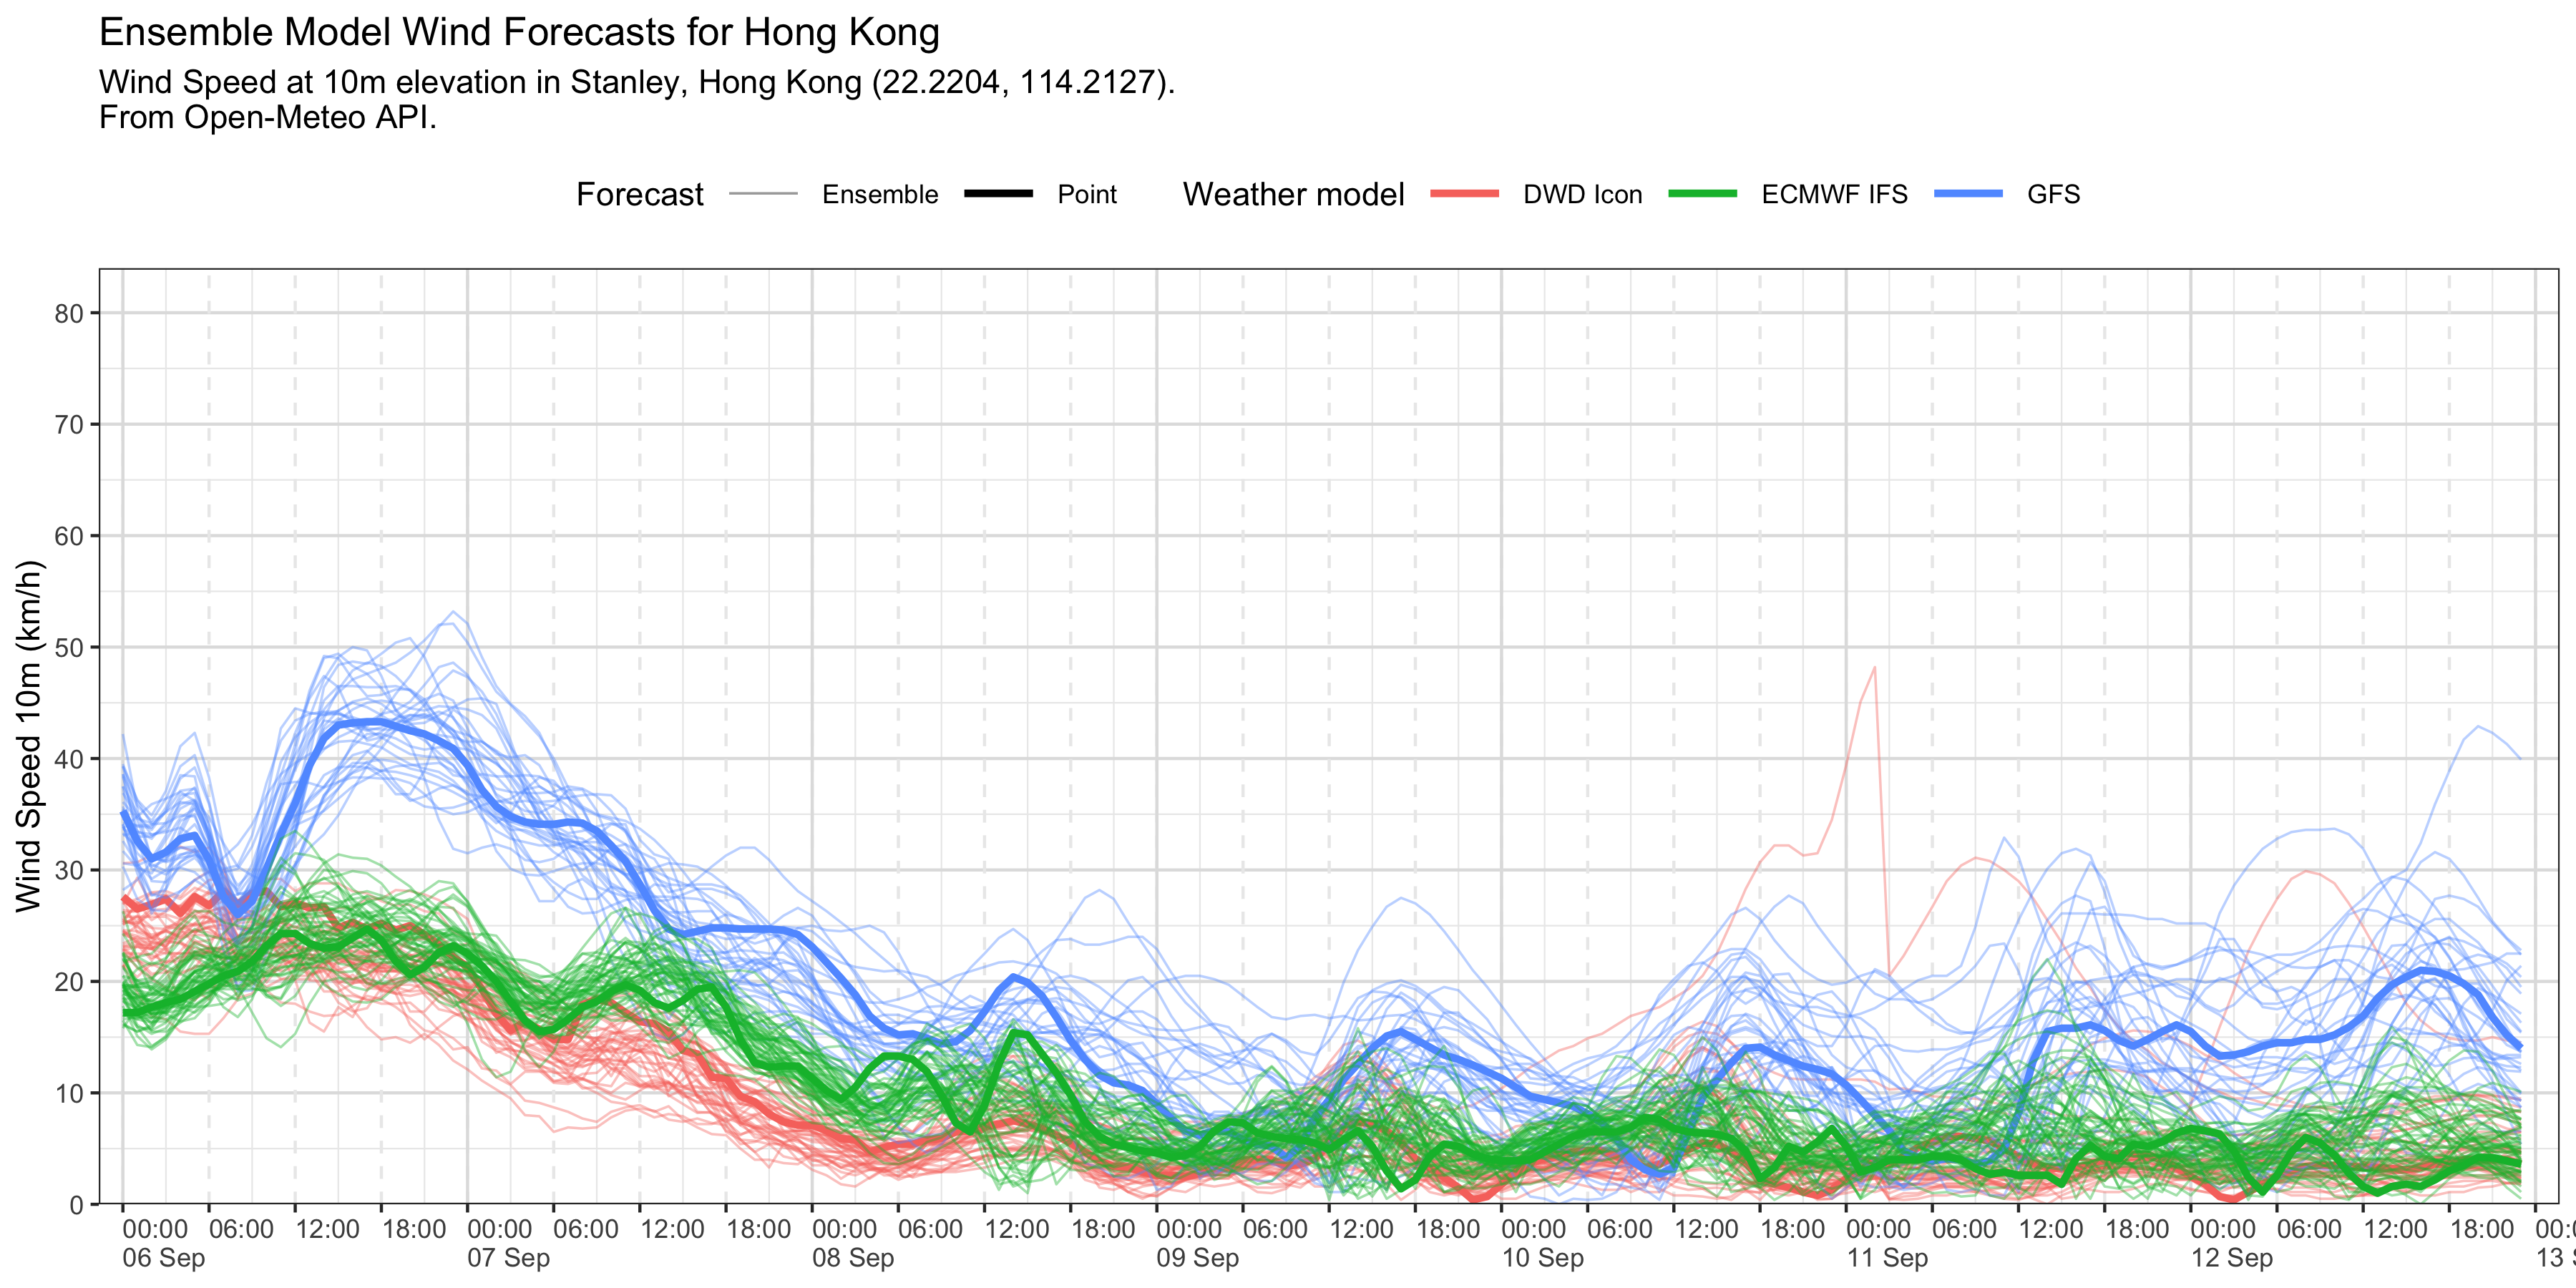 Ensemble Model Wind Forecasts for Hong Kong
Wind Speed at 10m elevation in Stanley, Hong Kong (22.2204, 114.2127).
From Open-Meteo API.
Forecast Ensemble Point Weather model DWD Icon ECMWF IFS GFS
Wind Speed 10m (km/h)
80
70
60
50
40
30
20
10
0
00:00 06:00 12:00 18:00 00:00 06:00 12:00 18:00 00:00 06:00 12:00 18:00 00:00 06:00 12:00 18:00 00:00 06:00 12:00 18:00 00:00 06:00 12:00 18:00 00:00 06:00 12:00 18:00 00:
06 Sep 07 Sep 08 Sep 09 Sep 10 Sep 11 Sep 12 Sep 13